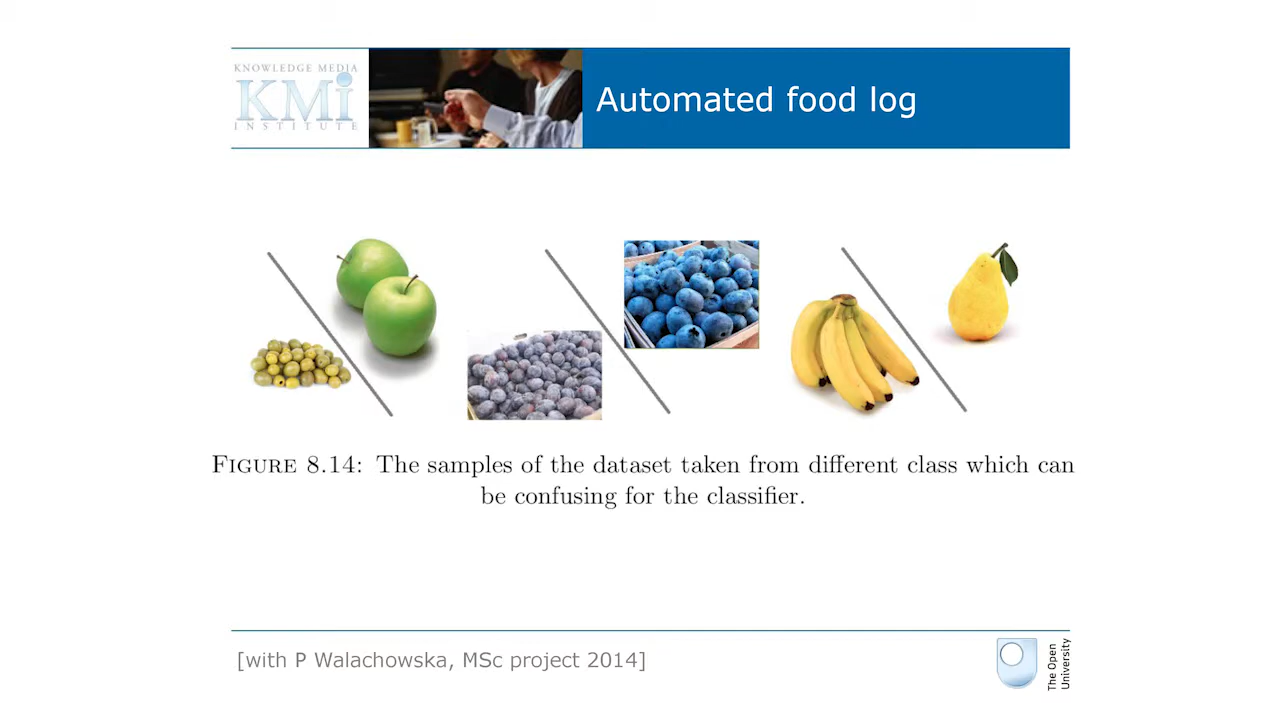 KNOWLEDGE MEDIA
KMi
INSTITUTE
Automated food log
FIGURE 8.14: The samples of the dataset taken from different class which can
be confusing for the classifier.
[with P Walachowska, MSc project 2014]
The Open
University